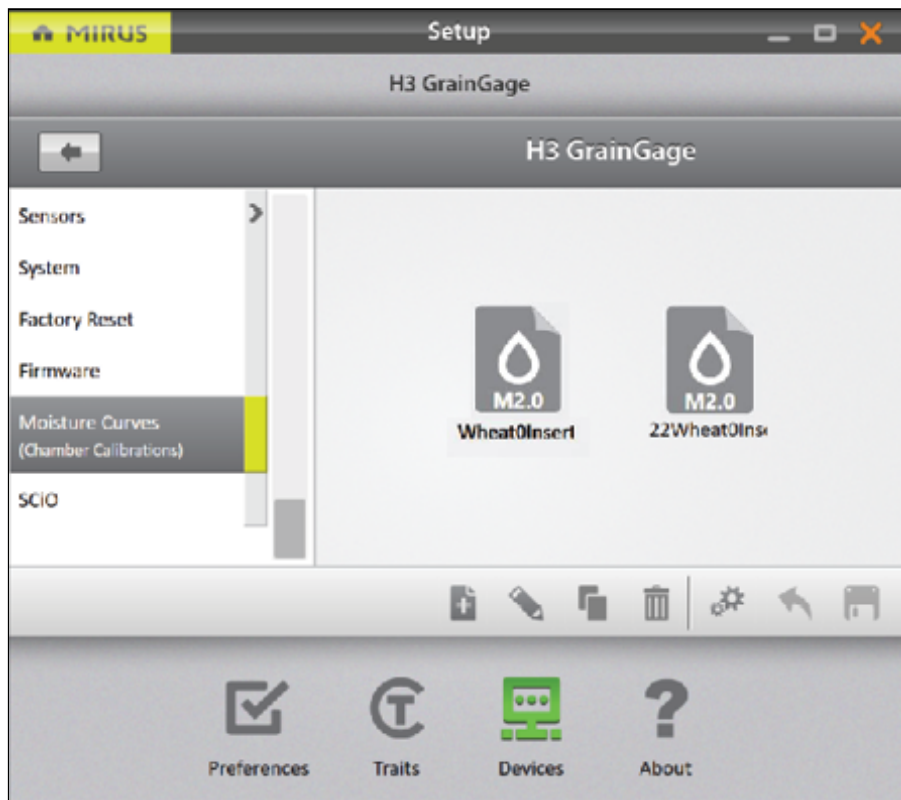 MIRUS
Setup
H3 GrainGage
H3 GrainGage
Sensors
System
Factory Reset
Firmware
Moisture Curves
(Chamber Calibrations)
SCiO
M2.0
Wheat0Insert
M2.0
22Wheat0Ins
Preferences
Traits
Devices
About